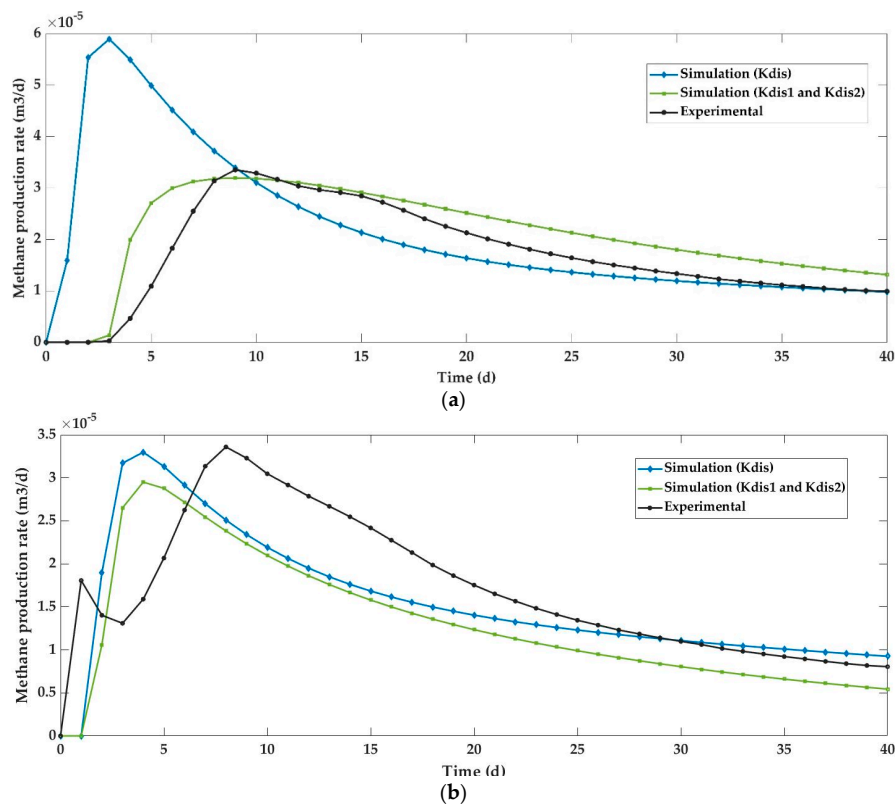 ×10⁻⁵
6
5
4
3
2
1
0
Methane production rate (m3/d)
Simulation (Kdis)
Simulation (Kdis1 and Kdis2)
Experimental
0 5 10 15 20 25 30 35 40
Time (d)
(a)
×10⁻⁵
3.5
3
2.5
2
1.5
1
0.5
0
Methane production rate (m3/d)
Simulation (Kdis)
Simulation (Kdis1 and Kdis2)
Experimental
0 5 10 15 20 25 30 35 40
Time (d)
(b)